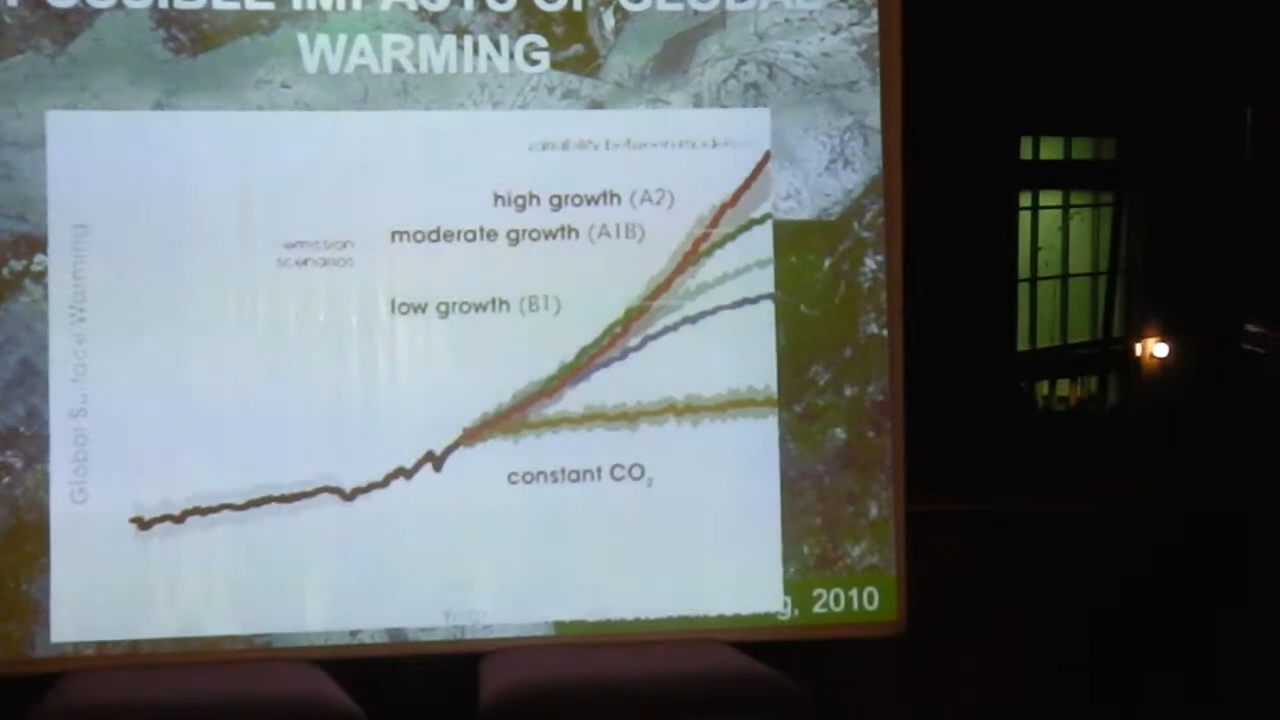 POSSIBLE IMPACTS OF GLOBAL
WARMING
variability between models
high growth (A2)
moderate growth (A1B)
emission
scenarios
low growth (B1)
Global Surface Warming
constant CO₂
, 2010